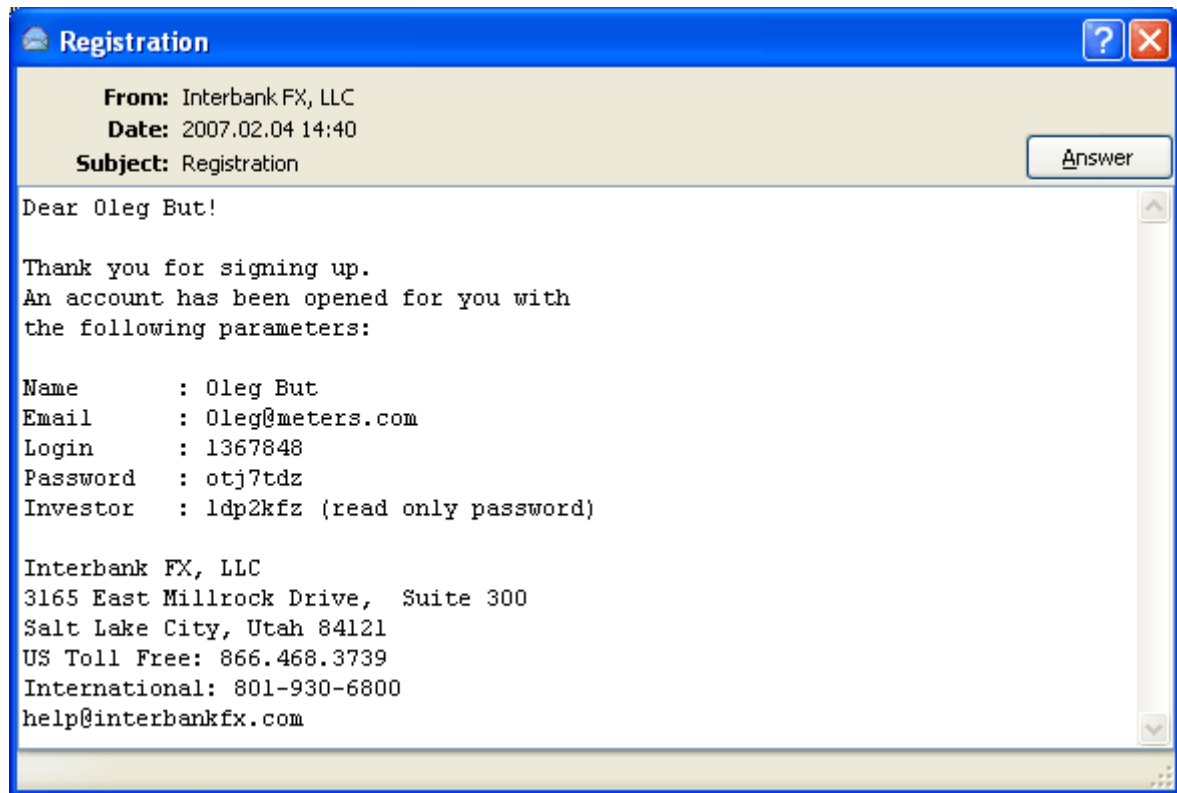 Registration
From: Interbank FX, LLC
Date: 2007.02.04 14:40
Subject: Registration
Answer
Dear Oleg But!
Thank you for signing up.
An account has been opened for you with
the following parameters:
Name : Oleg But
Email : Oleg@meters.com
Login : 1367848
Password : otj7tdz
Investor : ldp2kfz (read only password)
Interbank FX, LLC
3165 East Millrock Drive, Suite 300
Salt Lake City, Utah 84121
US Toll Free: 866.468.3739
International: 801-930-6800
help@interbankfx.com